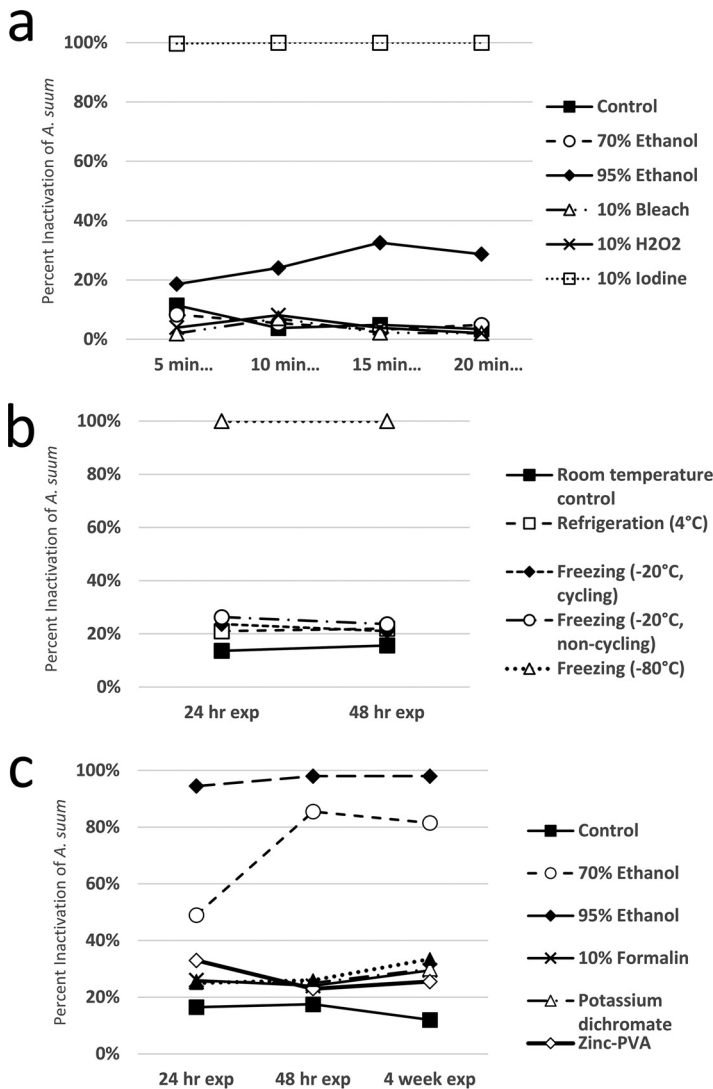 a
Percent Inactivation of A. suum
100%
80%
60%
40%
20%
0%
5 min...
10 min...
15 min...
20 min...
Control
70% Ethanol
95% Ethanol
10% Bleach
10% H2O2
10% Iodine
b
Percent Inactivation of A. suum
100%
80%
60%
40%
20%
0%
24 hr exp
48 hr exp
Room temperature
control
Refrigeration (4°C)
Freezing (-20°C,
cycling)
Freezing (-20°C,
non-cycling)
Freezing (-80°C)
c
Percent Inactivation of A. suum
100%
80%
60%
40%
20%
0%
24 hr exp
48 hr exp
4 week exp
Control
70% Ethanol
95% Ethanol
10% Formalin
Potassium
dichromate
Zinc-PVA